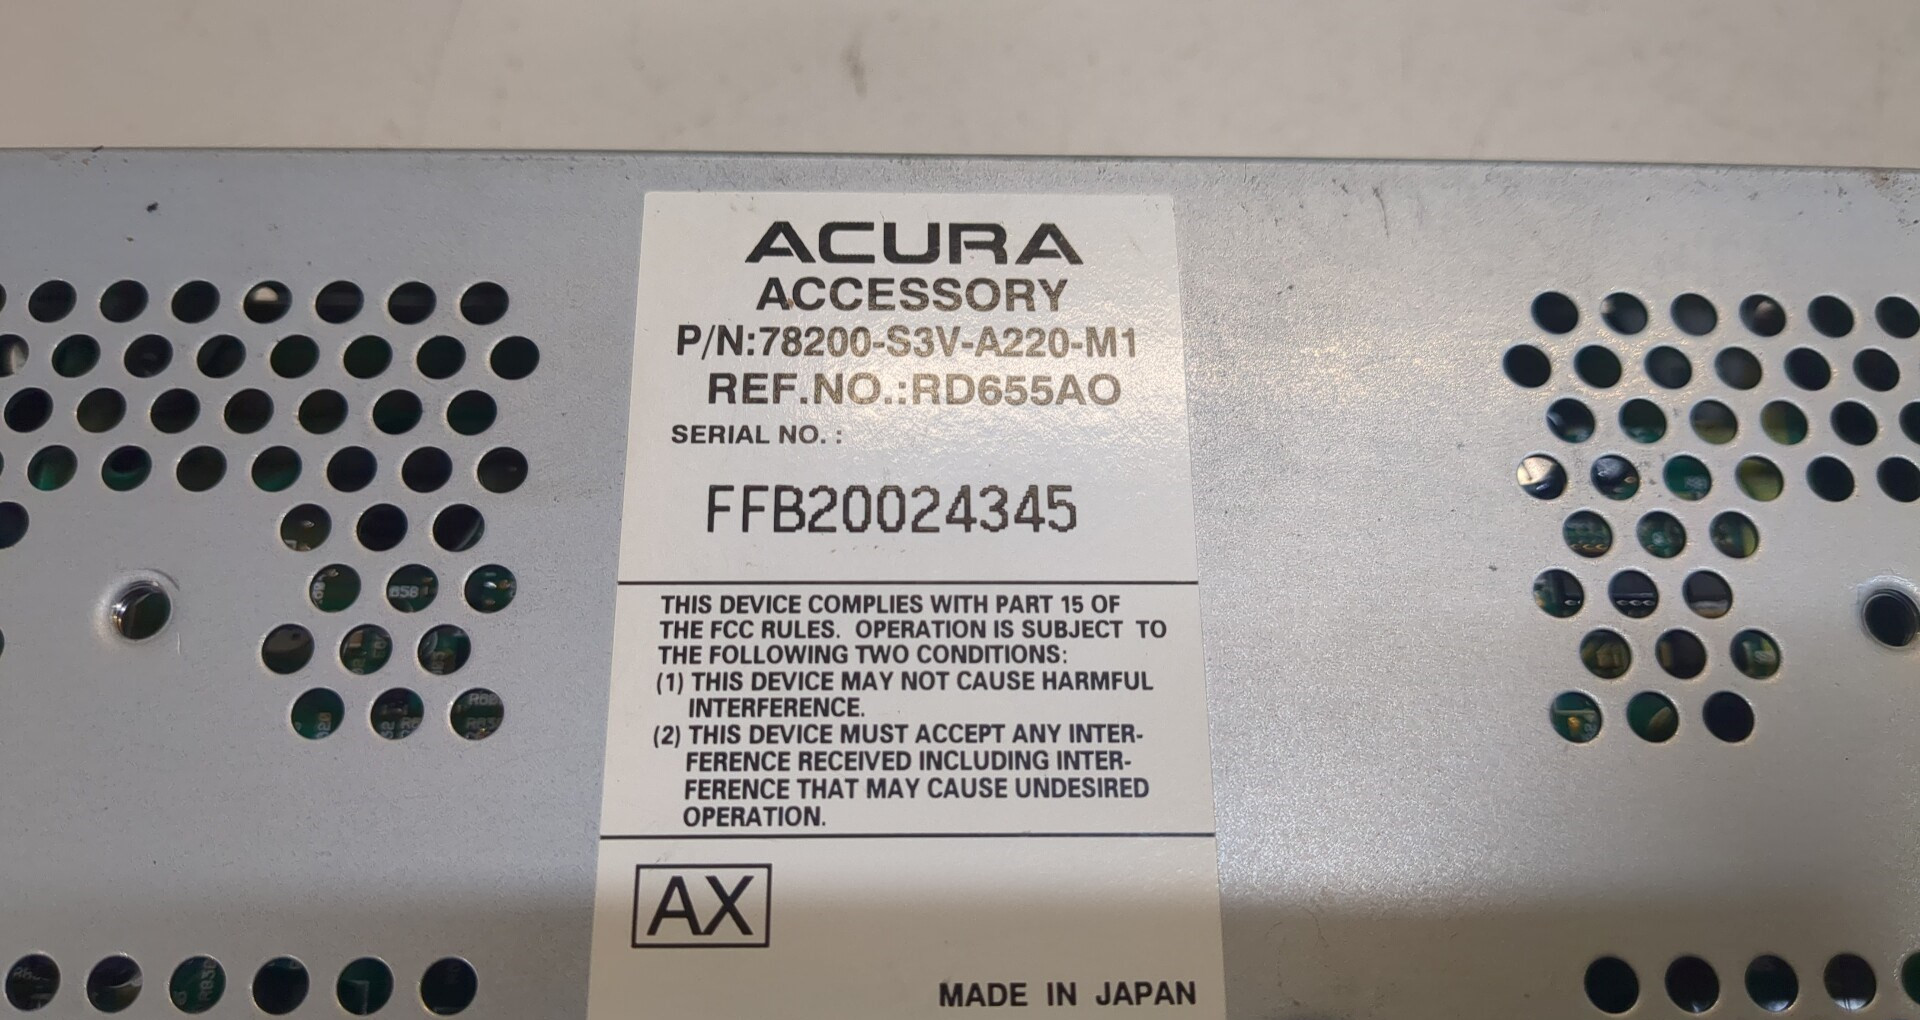 ACURA
ACCESSORY
P/N:78200-S3V-A220-M1
REF.NO.:RD655AO
SERIAL NO. :
FFB20024345
THIS DEVICE COMPLIES WITH PART 15 OF
THE FCC RULES. OPERATION IS SUBJECT TO
THE FOLLOWING TWO CONDITIONS:
(1) THIS DEVICE MAY NOT CAUSE HARMFUL
INTERFERENCE.
(2) THIS DEVICE MUST ACCEPT ANY INTER-
FERENCE RECEIVED INCLUDING INTER-
FERENCE THAT MAY CAUSE UNDESIRED
OPERATION.
AX
MADE IN JAPAN